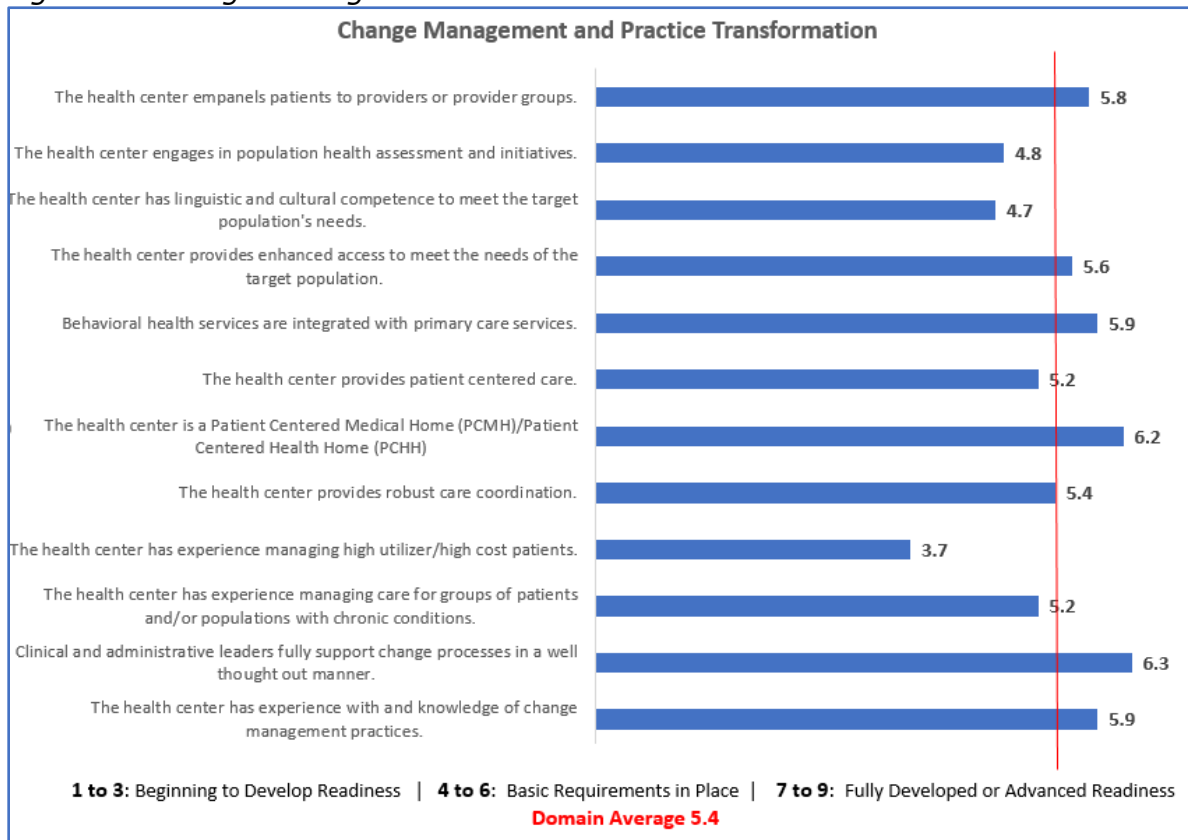 Change Management and Practice Transformation
The health center empanels patients to providers or provider groups.
5.8
The health center engages in population health assessment and initiatives.
4.8
The health center has linguistic and cultural competence to meet the target
population's needs.
4.7
The health center provides enhanced access to meet the needs of the
target population.
5.6
Behavioral health services are integrated with primary care services.
5.9
The health center provides patient centered care.
5.2
The health center is a Patient Centered Medical Home (PCMH)/Patient
Centered Health Home (PCHH)
6.2
The health center provides robust care coordination.
5.4
The health center has experience managing high utilizer/high cost patients.
3.7
The health center has experience managing care for groups of patients
and/or populations with chronic conditions.
5.2
Clinical and administrative leaders fully support change processes in a well
thought out manner.
6.3
The health center has experience with and knowledge of change
management practices.
5.9
1 to 3: Beginning to Develop Readiness | 4 to 6: Basic Requirements in Place | 7 to 9: Fully Developed or Advanced Readiness
Domain Average 5.4